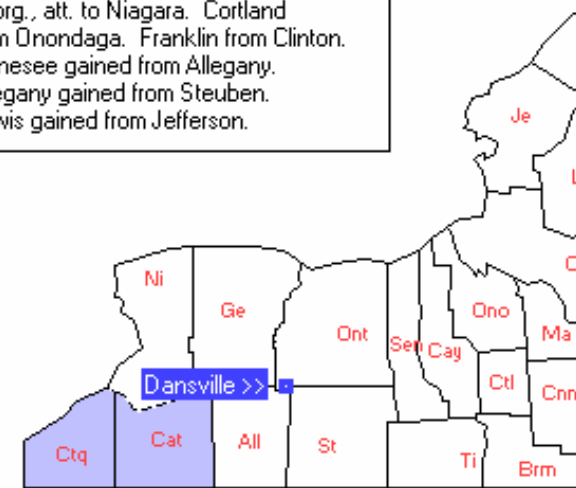 org., att. to Niagara. Cortland
m Onondaga. Franklin from Clinton.
nesee gained from Allegany.
egany gained from Steuben.
wis gained from Jefferson.
Je
L
Ni
Ge
Ont
Sen
Cay
Ono
Ma
Ctl
Cnn
Dansville >>
Ctq
Cat
All
St
Ti
Brm